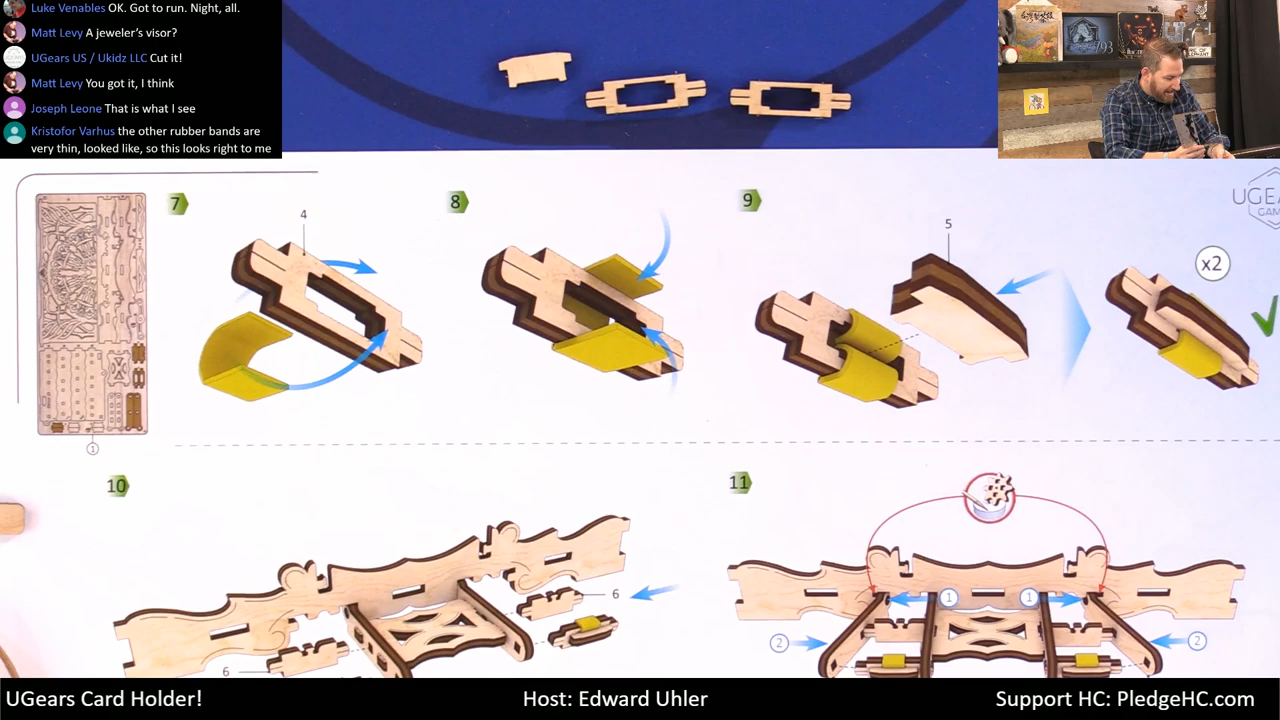 Luke Venables OK. Got to run. Night, all.
Matt Levy A jeweler's visor?
UGears US / Ukidz LLC Cut it!
Matt Levy You got it, I think
Joseph Leone That is what I see
Kristofor Varhus the other rubber bands are
very thin, looked like, so this looks right to me
793
7
4
8
9
5
x2
1
10
6
6
11
1
1
2
2
UGears Card Holder!
Host: Edward Uhler
Support HC: PledgeHC.com